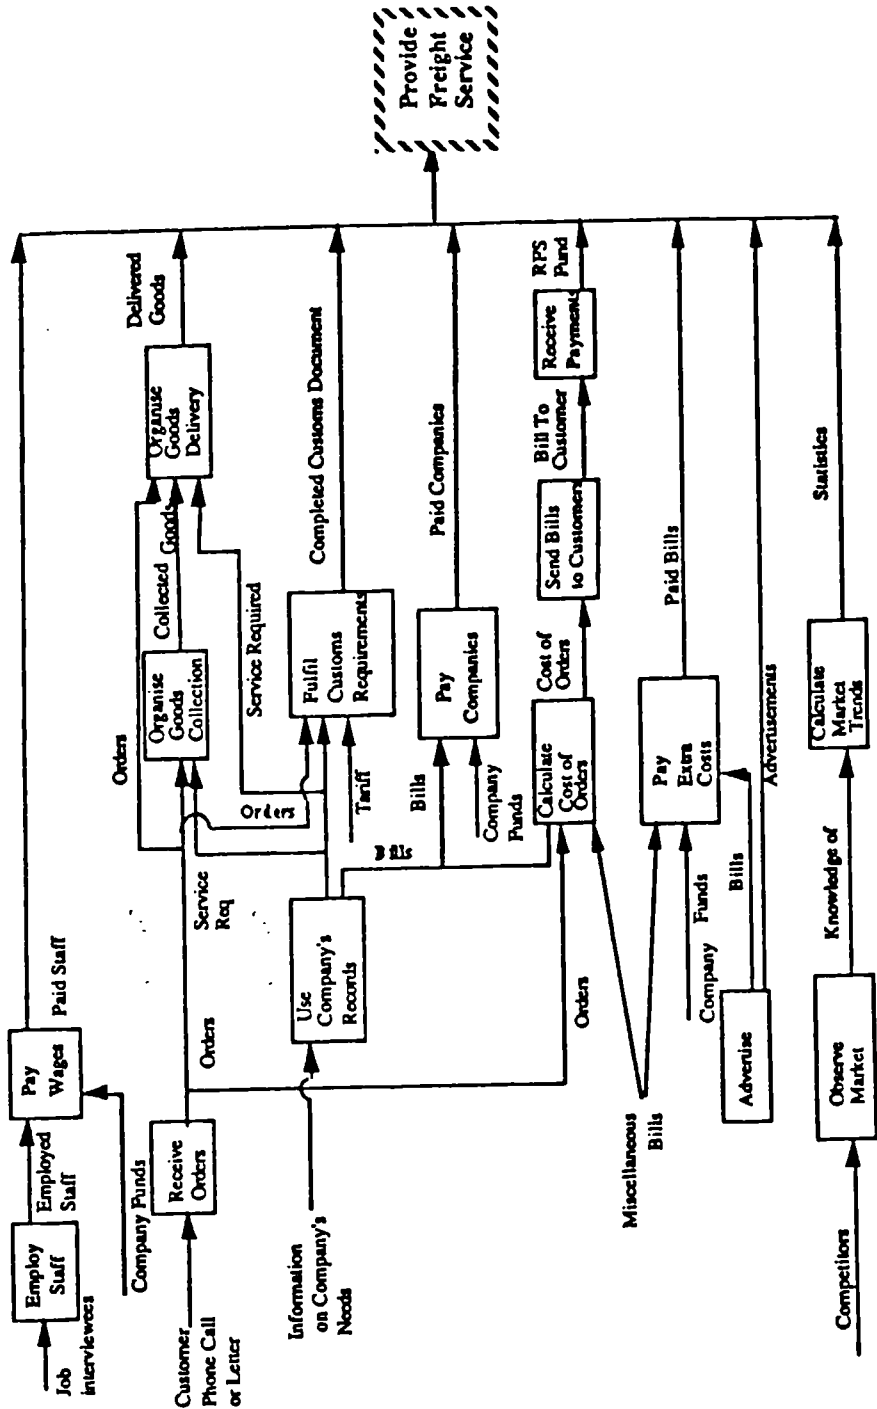 Provide
Freight
Service
Job
Interviewees
Employ
Staff
Employed
Staff
Company Funds
Pay
Wages
Paid Staff
Customer
Phone Call
or Letter
Receive
Orders
Orders
Service
Req
Orders
Organise
Goods
Collection
Collected
Goods
Service Required
Organise
Goods
Delivery
Delivered
Goods
Information
on Company's
Needs
Use
Company's
Records
Orders
Tariff
Fulfil
Customs
Requirements
Completed Customs Document
Bills
Bills
Company
Funds
Pay
Companies
Paid Companies
Orders
Calculate
Cost of
Orders
Cost of
Orders
Send Bills
to Customers
Bill To
Customer
Receive
Payments
RFS
Fund
Miscellaneous
Bills
Company Funds
Pay
Extra
Costs
Paid Bills
Advertise
Bills
Advertisements
Competitors
Observe
Market
Knowledge of
Calculate
Market
Trends
Statistics